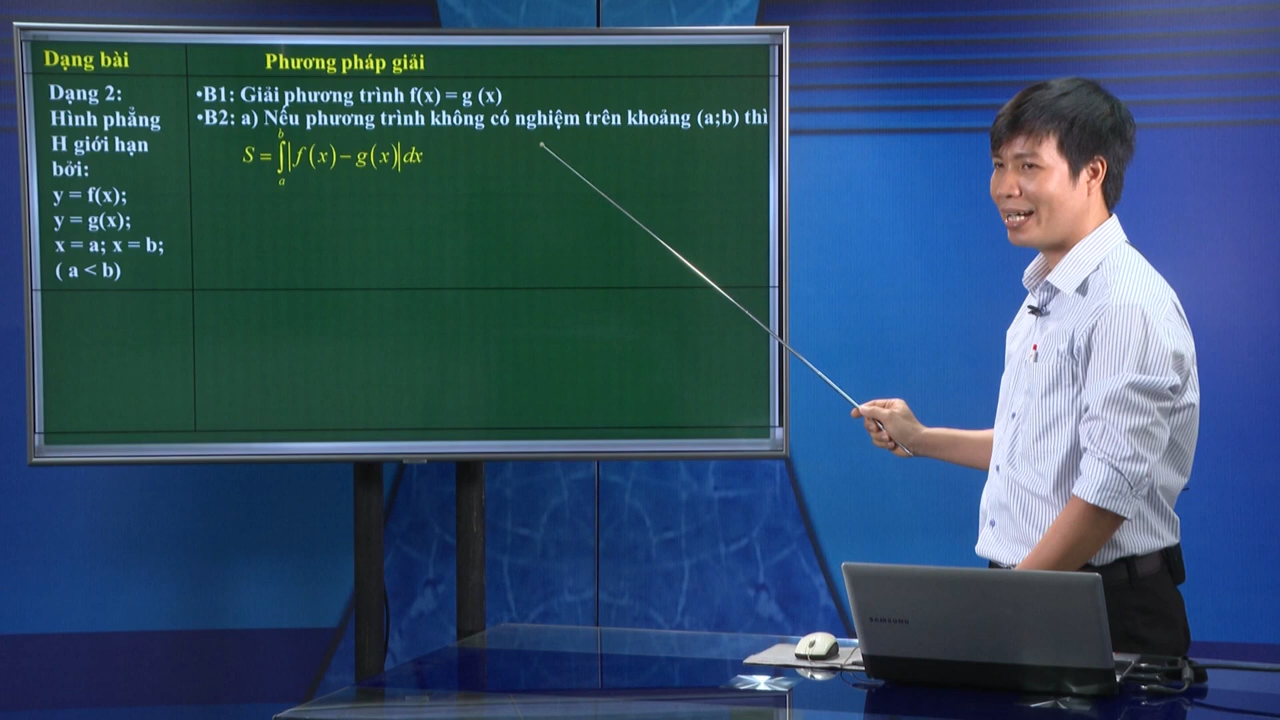 Dạng bài
Phương pháp giải
Dạng 2:
Hình phẳng
H giới hạn
bởi:
y = f(x);
y = g(x);
x = a; x = b;
( a < b)
•B1: Giải phương trình f(x) = g (x)
•B2: a) Nếu phương trình không có nghiệm trên khoảng (a;b) thì
S = ∫_a^b |f(x) − g(x)| dx
SAMSUNG